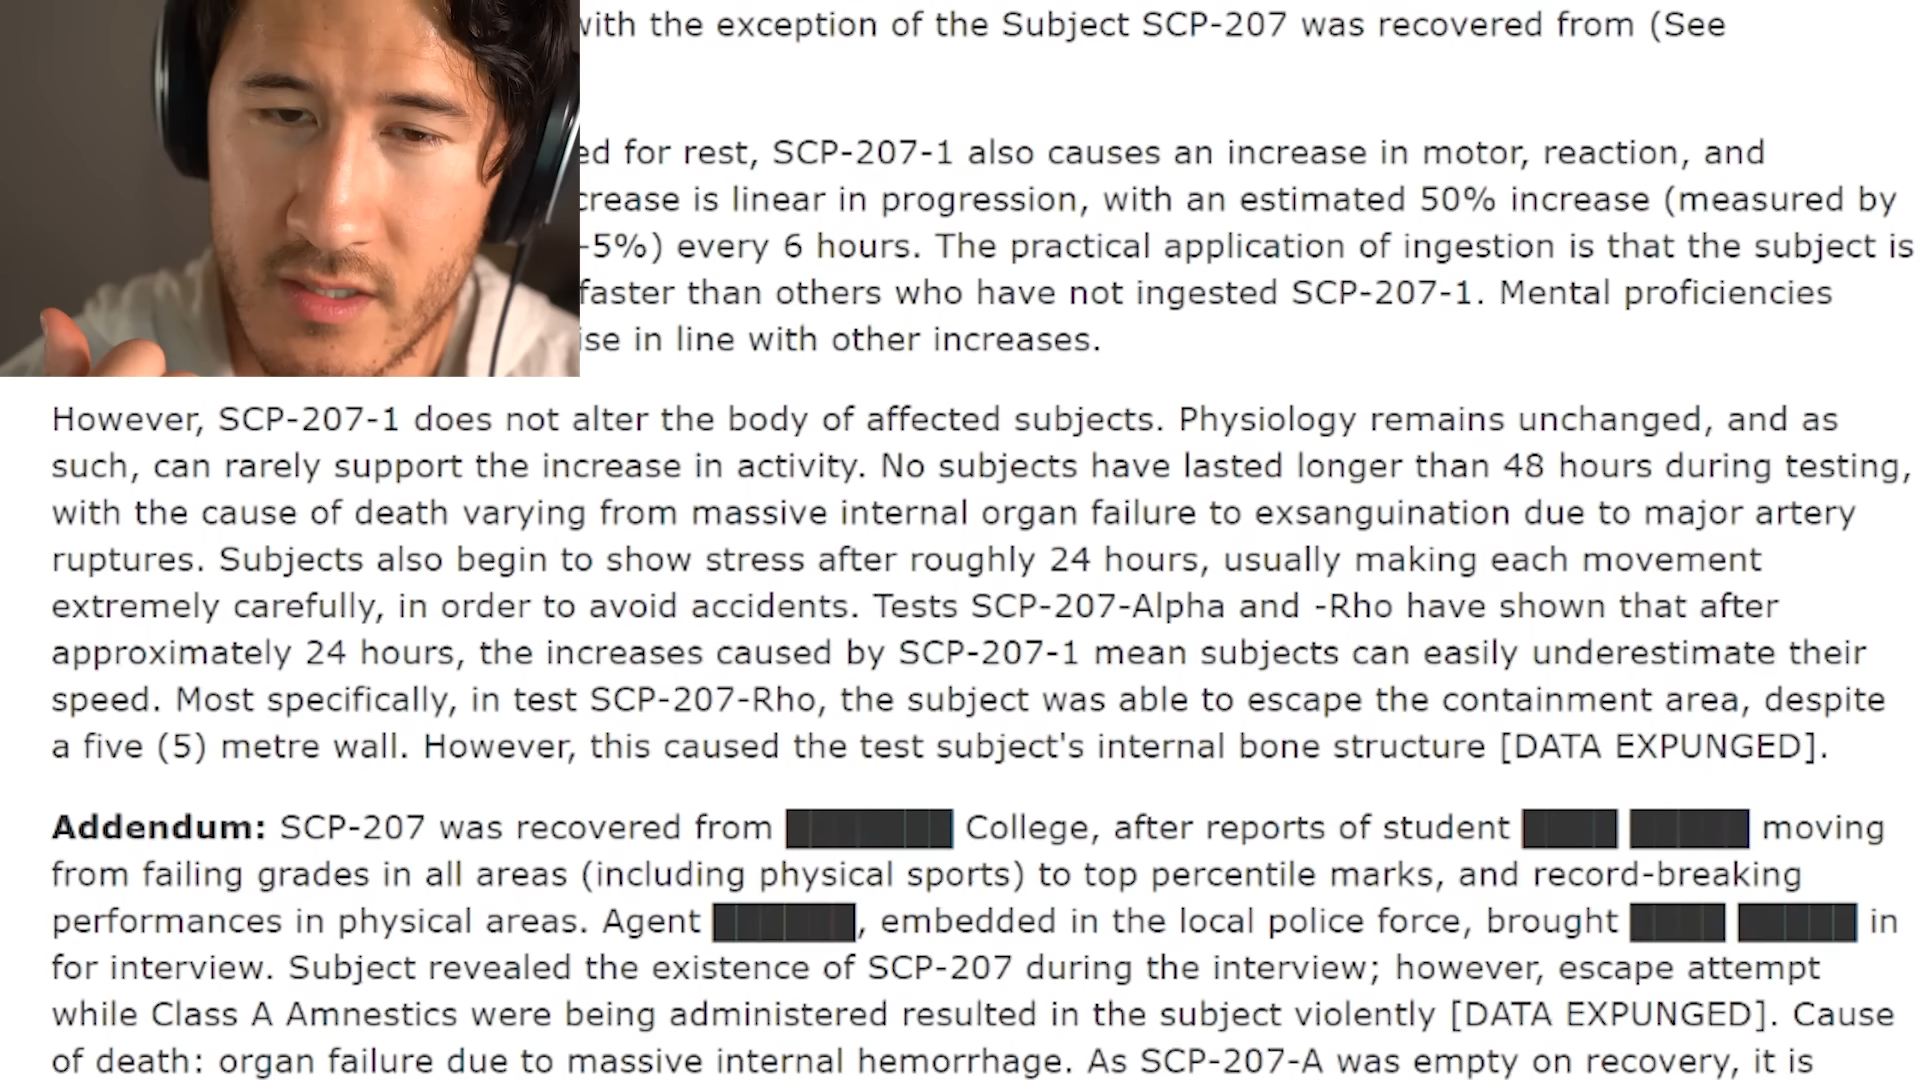 with the exception of the Subject SCP-207 was recovered from (See
for rest, SCP-207-1 also causes an increase in motor, reaction, and
is linear in progression, with an estimated 50% increase (measured by
-5%) every 6 hours. The practical application of ingestion is that the subject is
faster than others who have not ingested SCP-207-1. Mental proficiencies
in line with other increases.
However, SCP-207-1 does not alter the body of affected subjects. Physiology remains unchanged, and as
such, can rarely support the increase in activity. No subjects have lasted longer than 48 hours during testing,
with the cause of death varying from massive internal organ failure to exsanguination due to major artery
ruptures. Subjects also begin to show stress after roughly 24 hours, usually making each movement
extremely carefully, in order to avoid accidents. Tests SCP-207-Alpha and -Rho have shown that after
approximately 24 hours, the increases caused by SCP-207-1 mean subjects can easily underestimate their
speed. Most specifically, in test SCP-207-Rho, the subject was able to escape the containment area, despite
a five (5) metre wall. However, this caused the test subject's internal bone structure [DATA EXPUNGED].
Addendum: SCP-207 was recovered from ███████ College, after reports of student ████ █████ moving
from failing grades in all areas (including physical sports) to top percentile marks, and record-breaking
performances in physical areas. Agent ██████, embedded in the local police force, brought ████ █████ in
for interview. Subject revealed the existence of SCP-207 during the interview; however, escape attempt
while Class A Amnestics were being administered resulted in the subject violently [DATA EXPUNGED]. Cause
of death: organ failure due to massive internal hemorrhage. As SCP-207-A was empty on recovery, it is